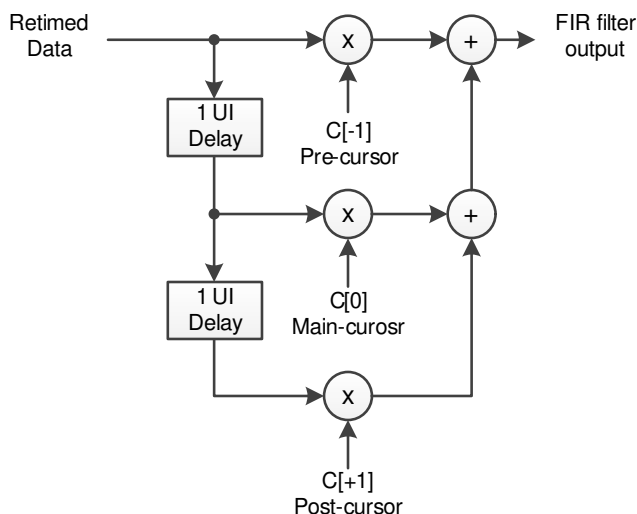 Retimed
Data
x
+
FIR filter
output
1 UI
Delay
C[-1]
Pre-cursor
x
+
1 UI
Delay
C[0]
Main-curosr
x
C[+1]
Post-cursor